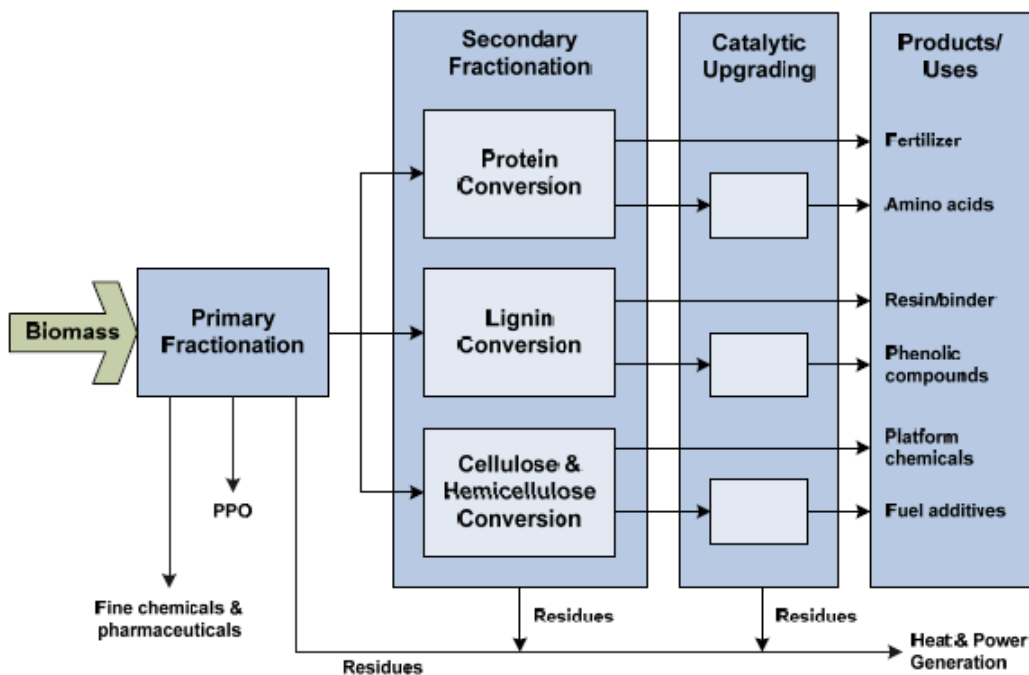 Secondary
Fractionation
Catalytic
Upgrading
Products/
Uses
Protein
Conversion
Fertilizer
Amino acids
Biomass
Primary
Fractionation
Lignin
Conversion
Resin/binder
Phenolic
compounds
Cellulose &
Hemicellulose
Conversion
Platform
chemicals
Fuel additives
PPO
Fine chemicals &
pharmaceuticals
Residues
Residues
Residues
Heat & Power
Generation